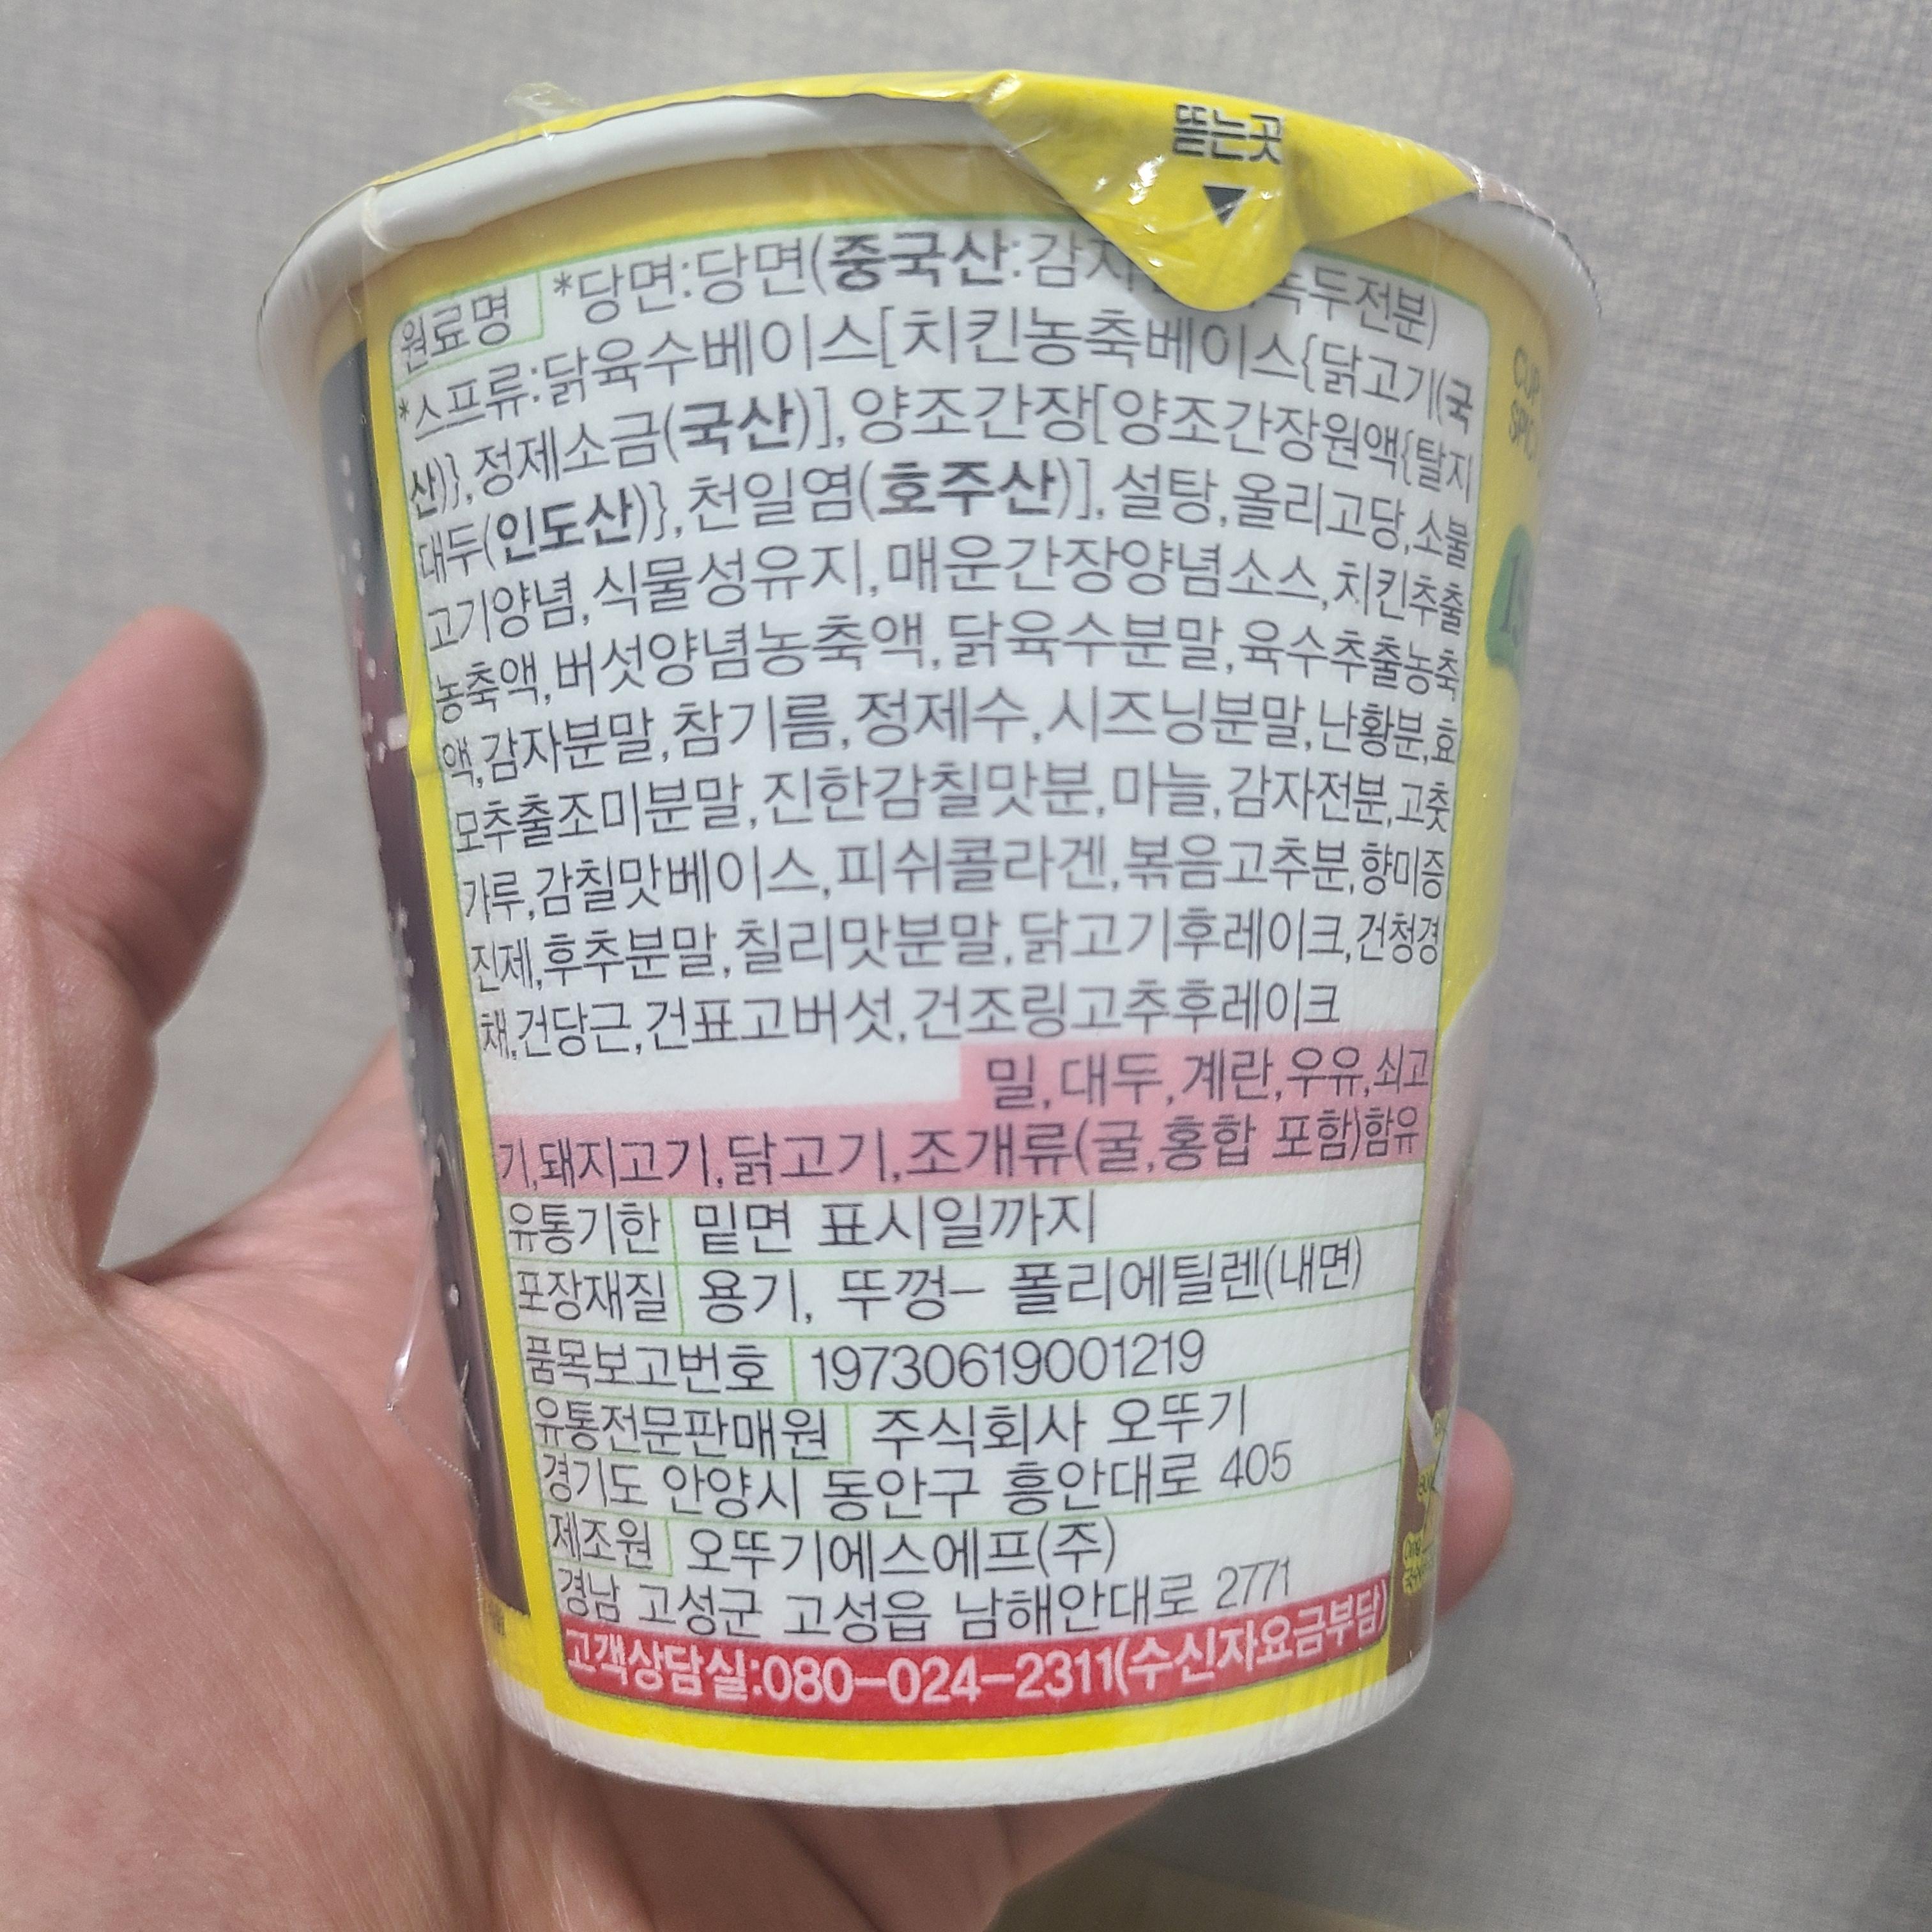 뜯는곳
원료명 *당면:당면(중국산:감자 녹두전분)
*스프류:닭육수베이스[치킨농축베이스{닭고기(국
산)},정제소금(국산)],양조간장[양조간장원액{탈지
대두(인도산)},천일염(호주산)],설탕,올리고당,소불
고기양념,식물성유지,매운간장양념소스,치킨추출
농축액,버섯양념농축액,닭육수분말,육수추출농축
액,감자분말,참기름,정제수,시즈닝분말,난황분,효
모추출조미분말,진한감칠맛분,마늘,감자전분,고춧
가루,감칠맛베이스,피쉬콜라겐,볶음고추분,향미증
진제,후추분말,칠리맛분말,닭고기후레이크,건청경
채,건당근,건표고버섯,건조링고추후레이크
밀,대두,계란,우유,쇠고
기,돼지고기,닭고기,조개류(굴,홍합 포함)함유
유통기한 밑면 표시일까지
포장재질 용기, 뚜껑- 폴리에틸렌(내면)
품목보고번호 19730619001219
유통전문판매원 주식회사 오뚜기
경기도 안양시 동안구 흥안대로 405
제조원 오뚜기에스에프(주)
경남 고성군 고성읍 남해안대로 2771
고객상담실:080-024-2311(수신자요금부담)
CUP